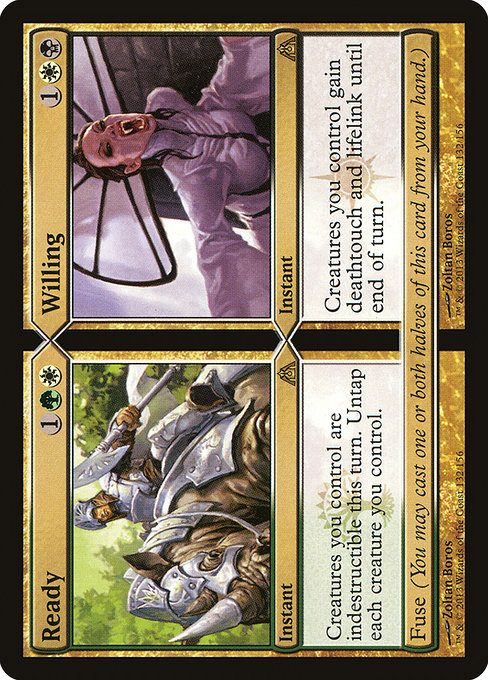 Ready
1
Instant
Creatures you control are
indestructible this turn. Untap
each creature you control.
Zoltan Boros
™ & © 2013 Wizards of the Coast 132/156
Willing
1
Instant
Creatures you control gain
deathtouch and lifelink until
end of turn.
Zoltan Boros
™ & © 2013 Wizards of the Coast 132/156
Fuse (You may cast one or both halves of this card from your hand.)